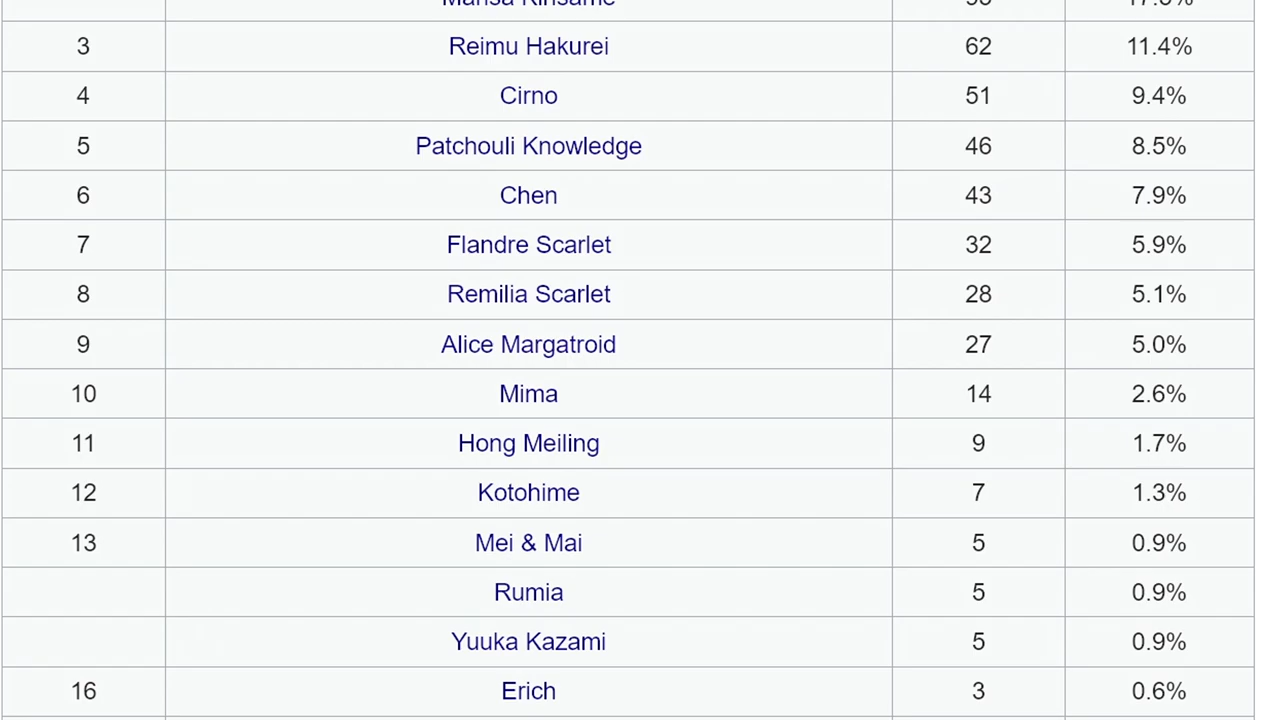 3 Reimu Hakurei 62 11.4%
4 Cirno 51 9.4%
5 Patchouli Knowledge 46 8.5%
6 Chen 43 7.9%
7 Flandre Scarlet 32 5.9%
8 Remilia Scarlet 28 5.1%
9 Alice Margatroid 27 5.0%
10 Mima 14 2.6%
11 Hong Meiling 9 1.7%
12 Kotohime 7 1.3%
13 Mei & Mai 5 0.9%
Rumia 5 0.9%
Yuuka Kazami 5 0.9%
16 Erich 3 0.6%